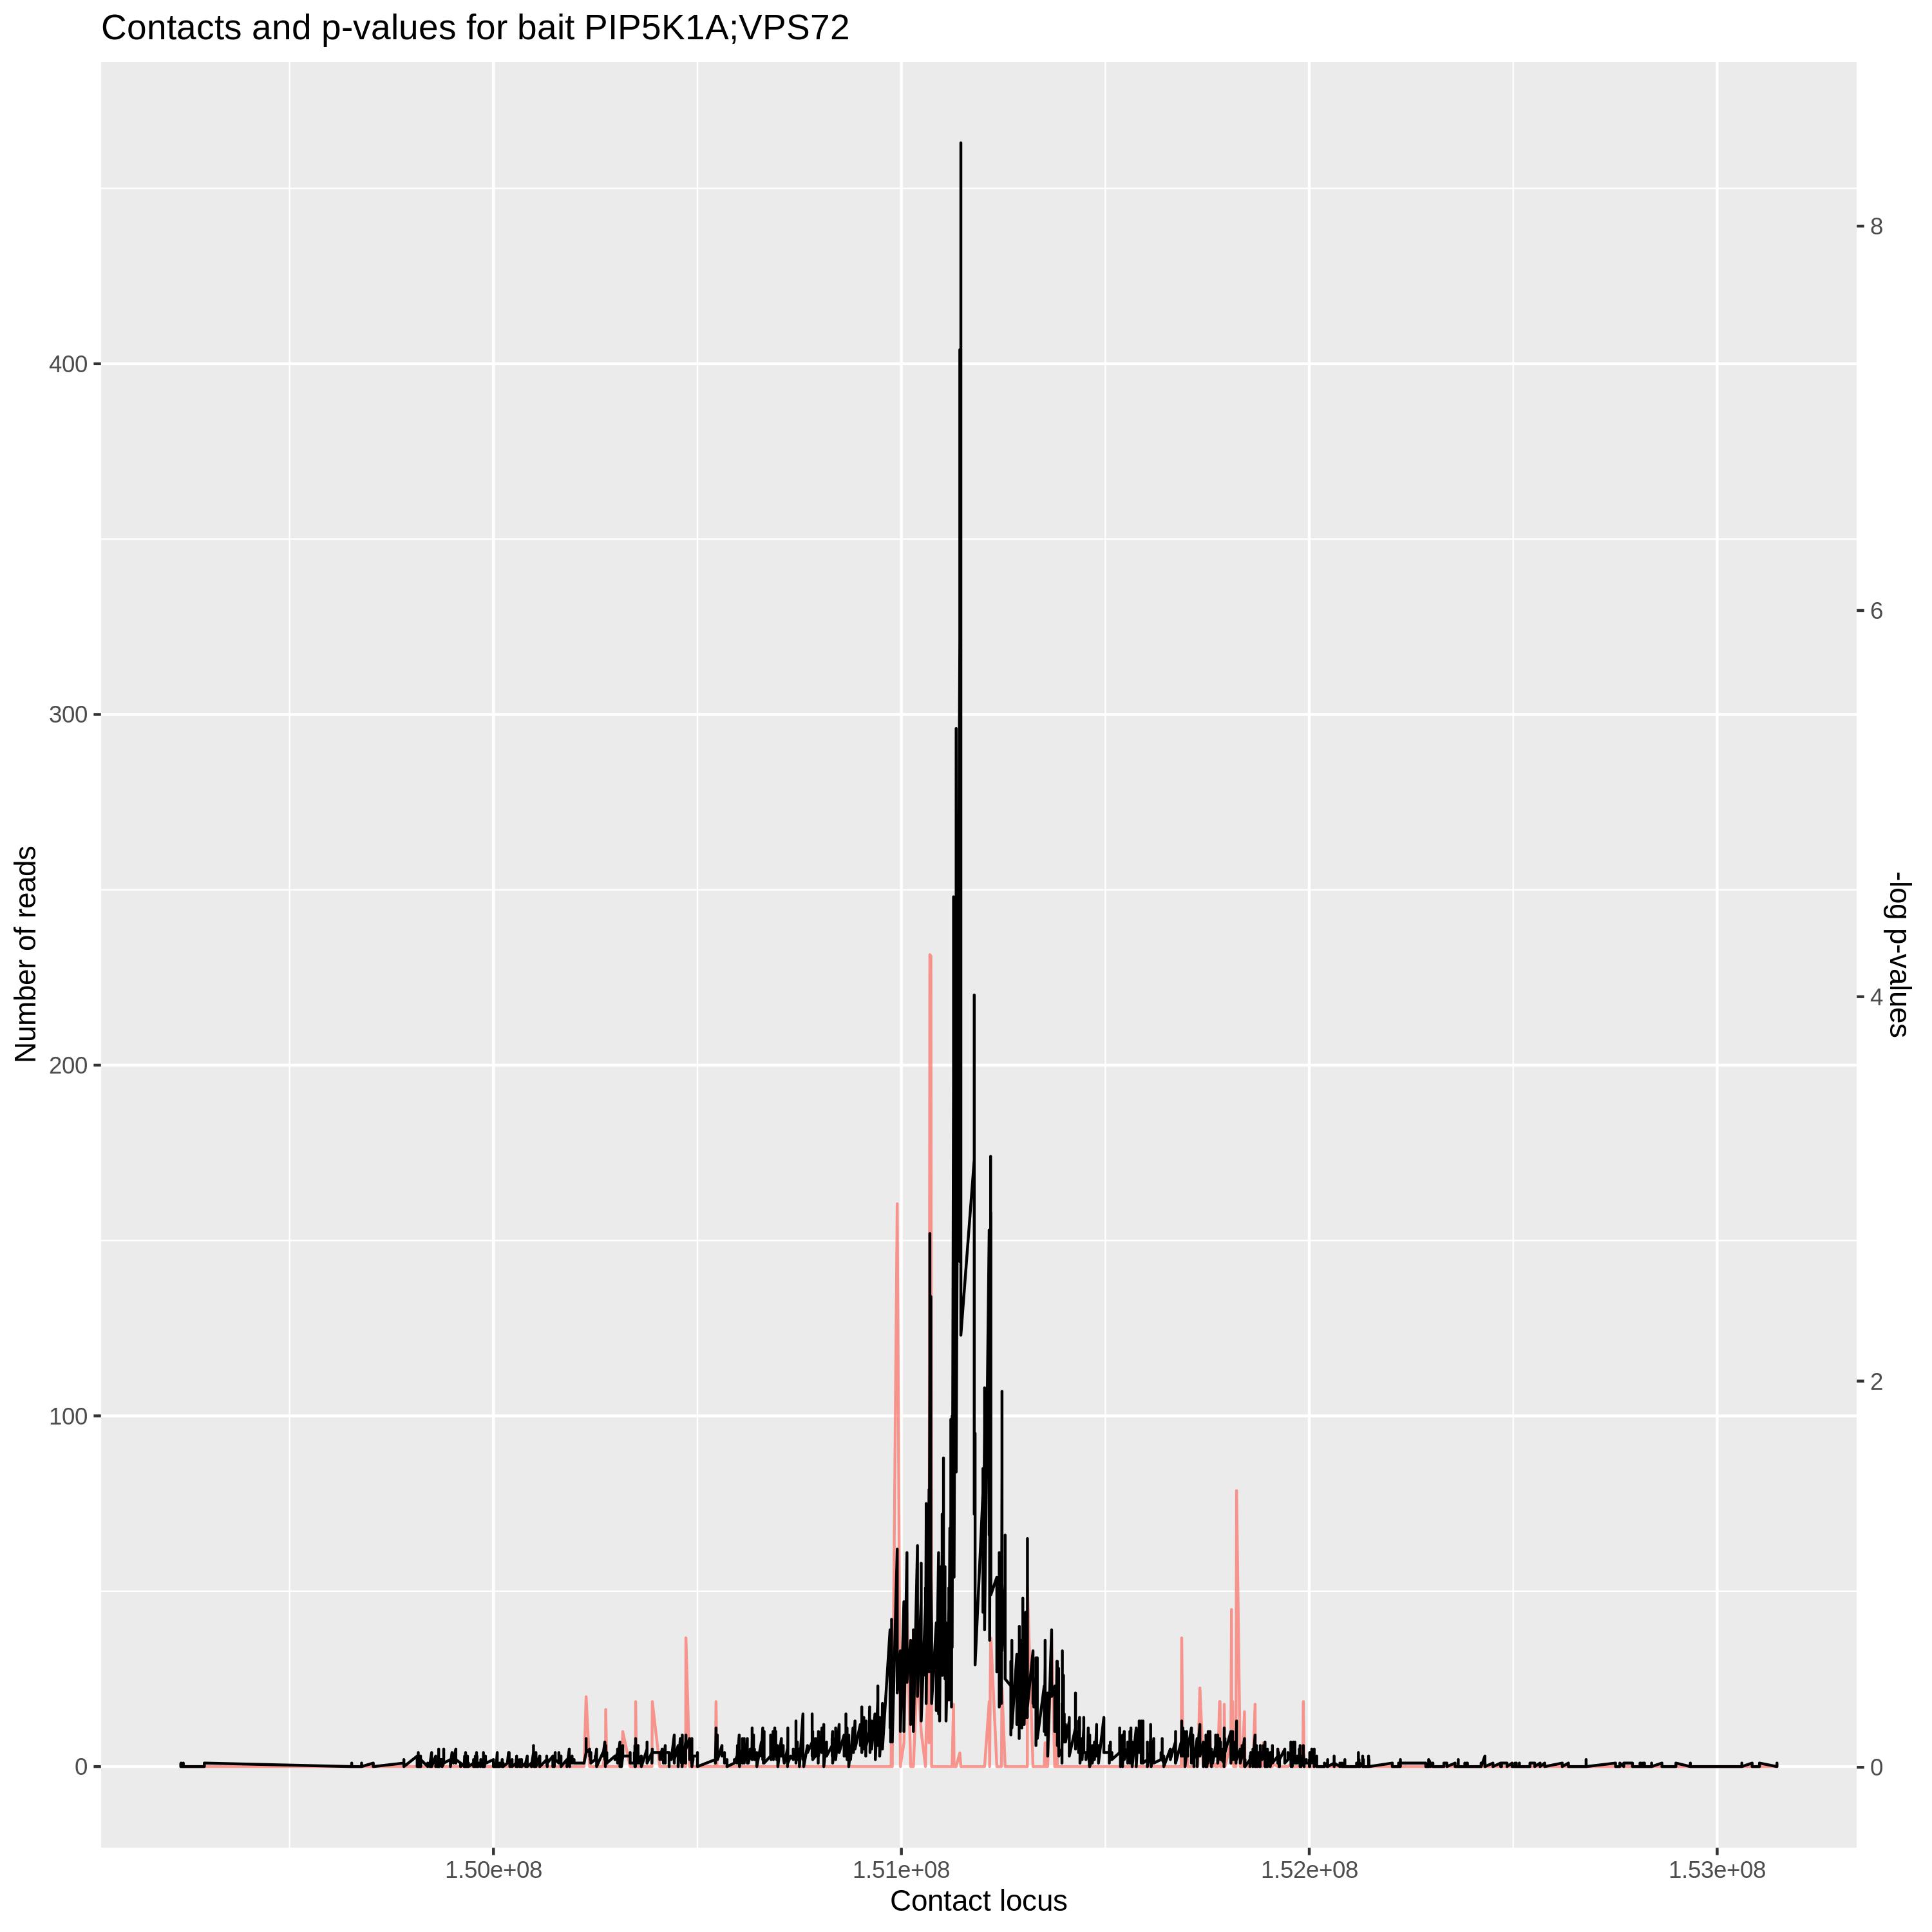 Contacts and p-values for bait PIP5K1A;VPS72
Number of reads
400
300
200
100
0
8
6
4
2
0
-log p-values
1.50e+08
1.51e+08
1.52e+08
1.53e+08
Contact locus